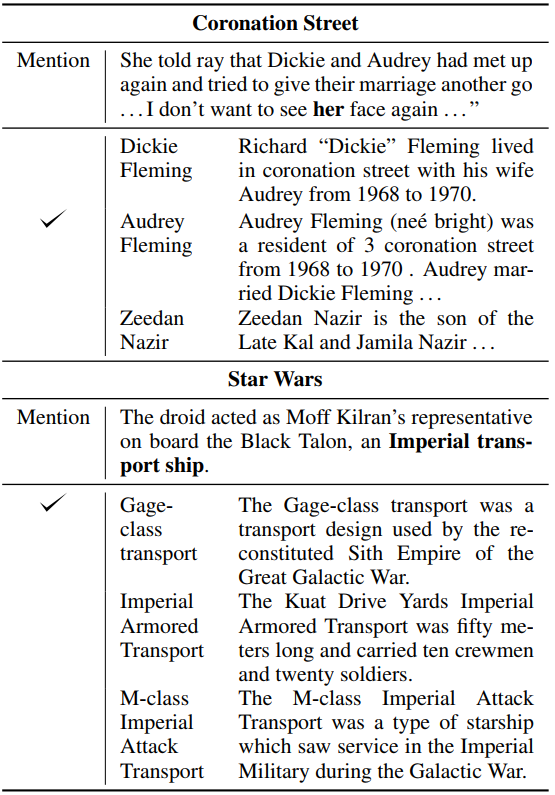 Coronation Street
Mention She told ray that Dickie and Audrey had met up
again and tried to give their marriage another go
... I don't want to see her face again ..."
Dickie Richard “Dickie” Fleming lived
Fleming in coronation street with his wife
Audrey from 1968 to 1970.
✓ Audrey Audrey Fleming (neé bright) was
Fleming a resident of 3 coronation street
from 1968 to 1970 . Audrey mar-
ried Dickie Fleming ...
Zeedan Zeedan Nazir is the son of the
Nazir Late Kal and Jamila Nazir ...
Star Wars
Mention The droid acted as Moff Kilran's representative
on board the Black Talon, an Imperial trans-
port ship.
✓ Gage- The Gage-class transport was a
class transport design used by the re-
transport constituted Sith Empire of the
Great Galactic War.
Imperial The Kuat Drive Yards Imperial
Armored Armored Transport was fifty me-
Transport ters long and carried ten crewmen
and twenty soldiers.
M-class The M-class Imperial Attack
Imperial Transport was a type of starship
Attack which saw service in the Imperial
Transport Military during the Galactic War.